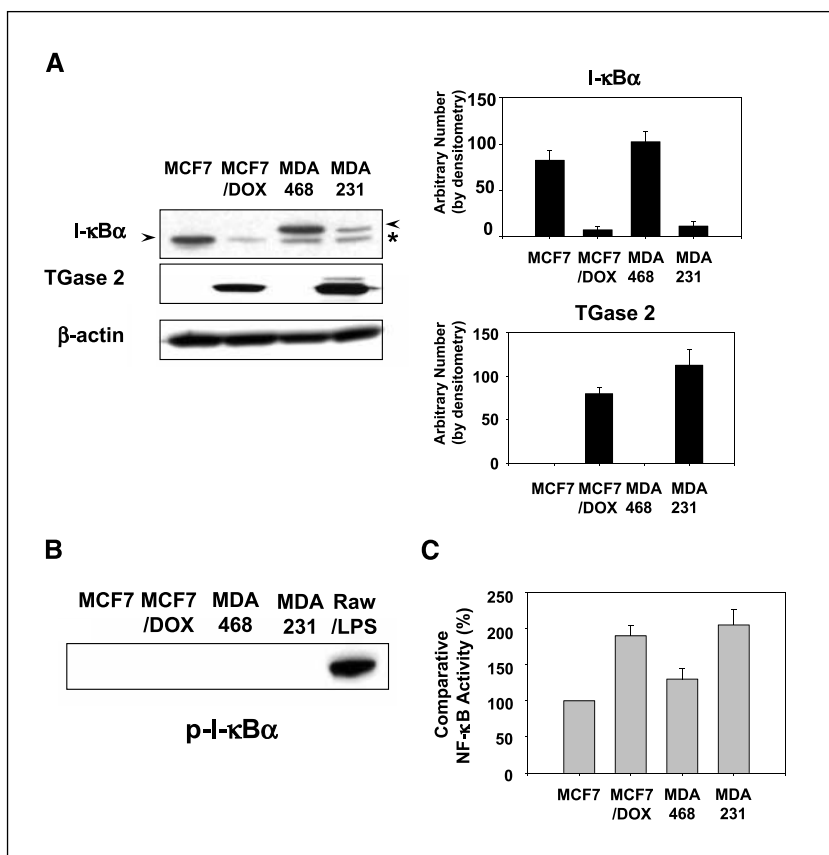 A
MCF7 MCF7 /DOX MDA 468 MDA 231
I-κBα
*
TGase 2
β-actin
I-κBα
Arbitrary Number (by densitometry)
150
100
50
0
MCF7 MCF7 /DOX MDA 468 MDA 231
TGase 2
Arbitrary Number (by densitometry)
150
100
50
0
MCF7 MCF7 /DOX MDA 468 MDA 231
B
MCF7 MCF7 /DOX MDA 468 MDA 231 Raw /LPS
p-I-κBα
C
Comparative NF-κB Activity (%)
250
200
150
100
50
0
MCF7 MCF7 /DOX MDA 468 MDA 231